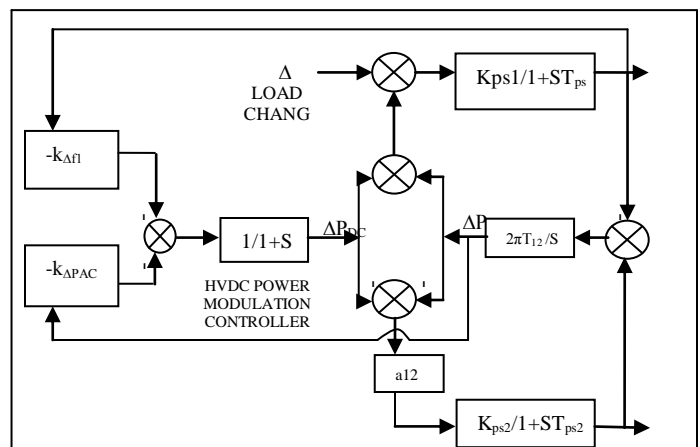 Δ
LOAD
CHANG
Kps1/1+STps
-kΔf1
1/1+S
ΔPDC
ΔP
2πT12/S
-kΔPAC
HVDC POWER
MODULATION
CONTROLLER
a12
Kps2/1+STps2